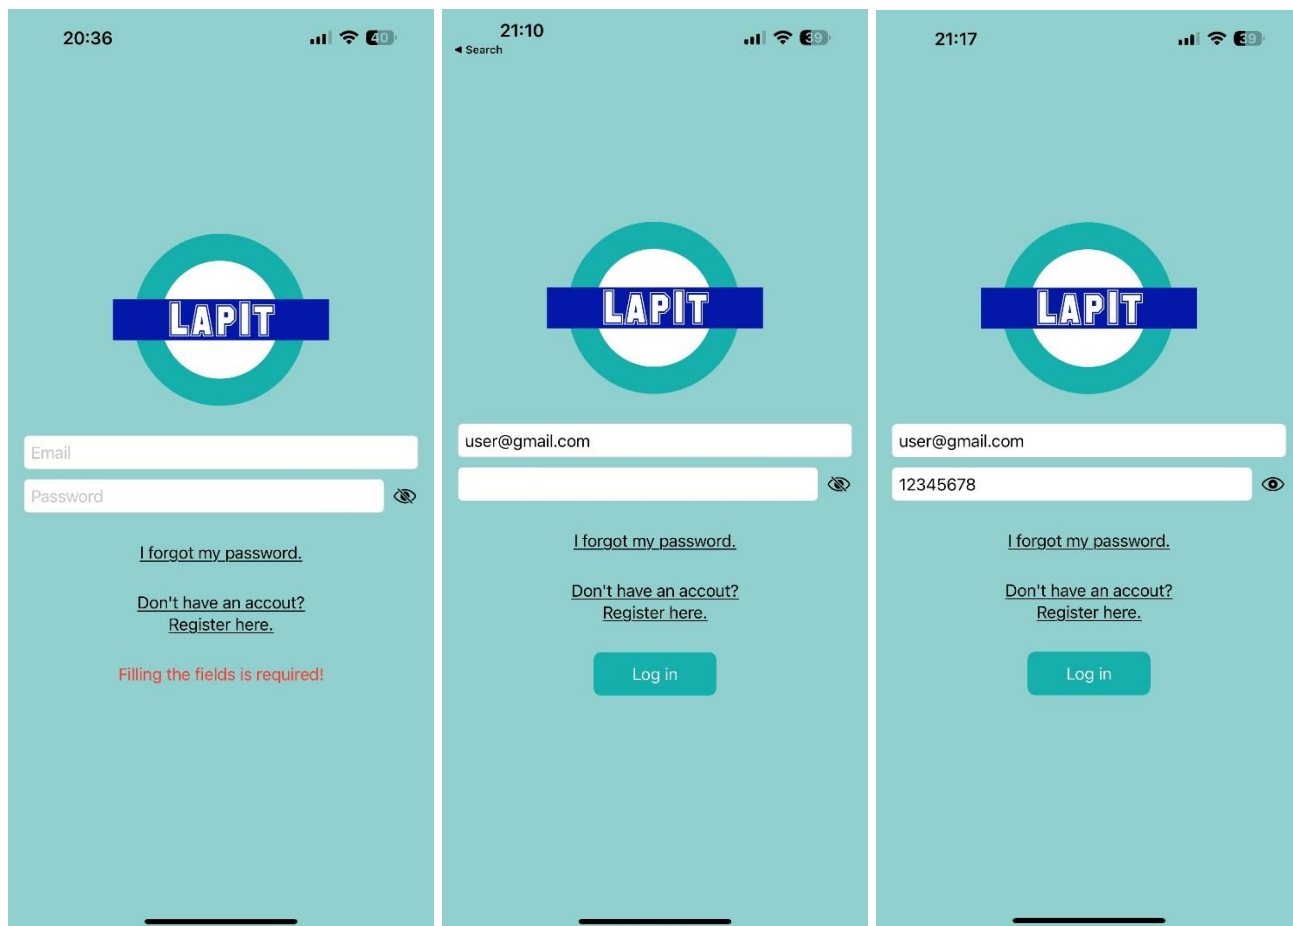 20:36
40
LAPIT
Email
Password
I forgot my password.
Don't have an accout?
Register here.
Filling the fields is required!
21:10
◄ Search
39
LAPIT
user@gmail.com
I forgot my password.
Don't have an accout?
Register here.
Log in
21:17
39
LAPIT
user@gmail.com
12345678
I forgot my password.
Don't have an accout?
Register here.
Log in